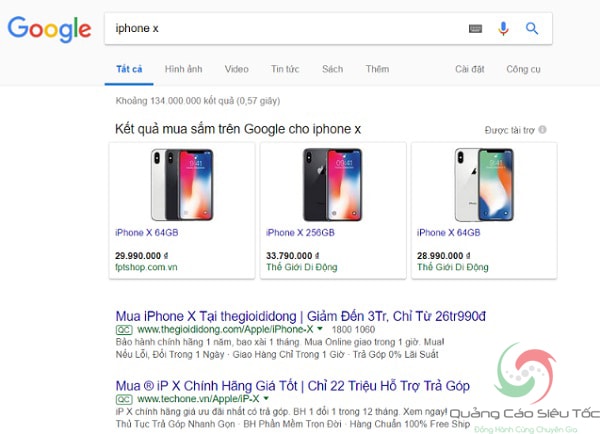 Google
iphone x
Tất cả Hình ảnh Video Tin tức Sách Thêm Cài đặt Công cụ
Khoảng 134.000.000 kết quả (0,57 giây)
Kết quả mua sắm trên Google cho iphone x Được tài trợ
iPhone X 64GB
29.990.000 ₫
fptshop.com.vn
iPhone X 256GB
33.790.000 ₫
Thế Giới Di Động
iPhone X 64GB
28.990.000 ₫
Thế Giới Di Động
Mua iPhone X Tại thegioididong | Giảm Đến 3Tr, Chỉ Từ 26tr990đ
QC www.thegioididong.com/Apple/iPhone-X 1800 1060
Bảo hành chính hãng 1 năm, bao xài 1 tháng. Mua Online giao trong 1 giờ. Mua!
Nếu Lỗi, Đổi Trong 1 Ngày · Giao Hàng Chỉ Trong 1 Giờ · Trả Góp 0% Lãi Suất
Mua ® iP X Chính Hãng Giá Tốt | Chỉ 22 Triệu Hỗ Trợ Trả Góp
QC www.techone.vn/Apple/iP-X
iP X chính hãng giá ưu đãi nhất có trả góp. BH 1 đổi 1 trong 12 tháng. Xem ngay!
Thủ Tục Trả Góp Nhanh Gọn · BH Phần Mềm Trọn Đời · Hàng Chuẩn 100% Free Ship
Quảng Cáo Siêu Tốc
Đồng Hành Cùng Chuyên Gia